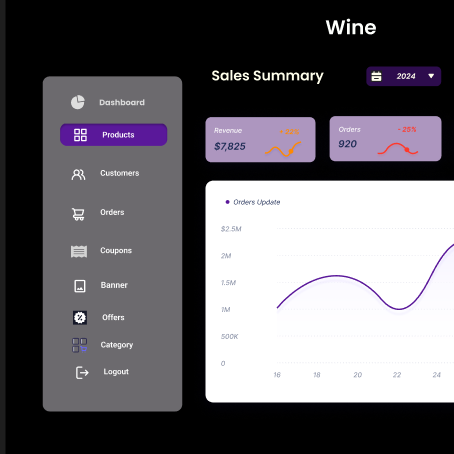 Wine
Sales Summary
2024
Dashboard
Products
Customers
Orders
Coupons
Banner
Offers
Category
Logout
Revenue
$7,825
Orders
-25%
920
Orders Update
$2.5M
2M
1.5M
1M
500K
0
16 18 20 22 24